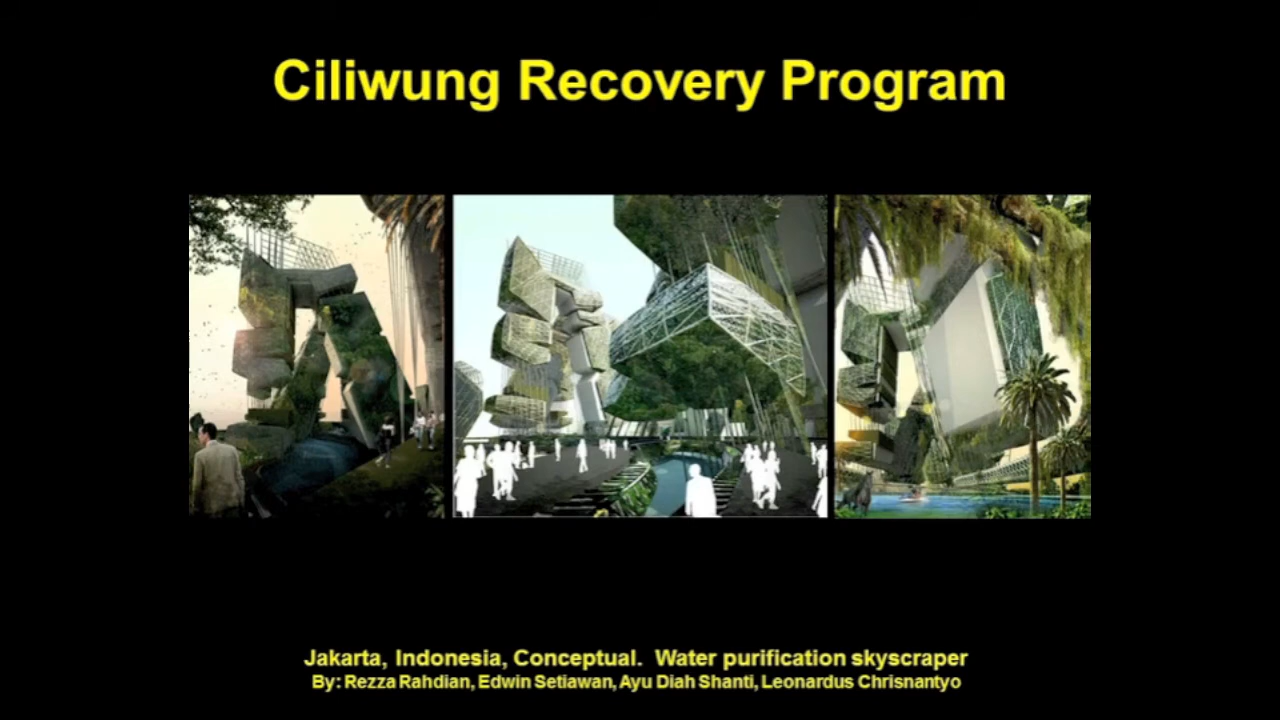 Ciliwung Recovery Program
Jakarta, Indonesia, Conceptual.  Water purification skyscraper
By: Rezza Rahdian, Edwin Setiawan, Ayu Diah Shanti, Leonardus Chrisnantyo